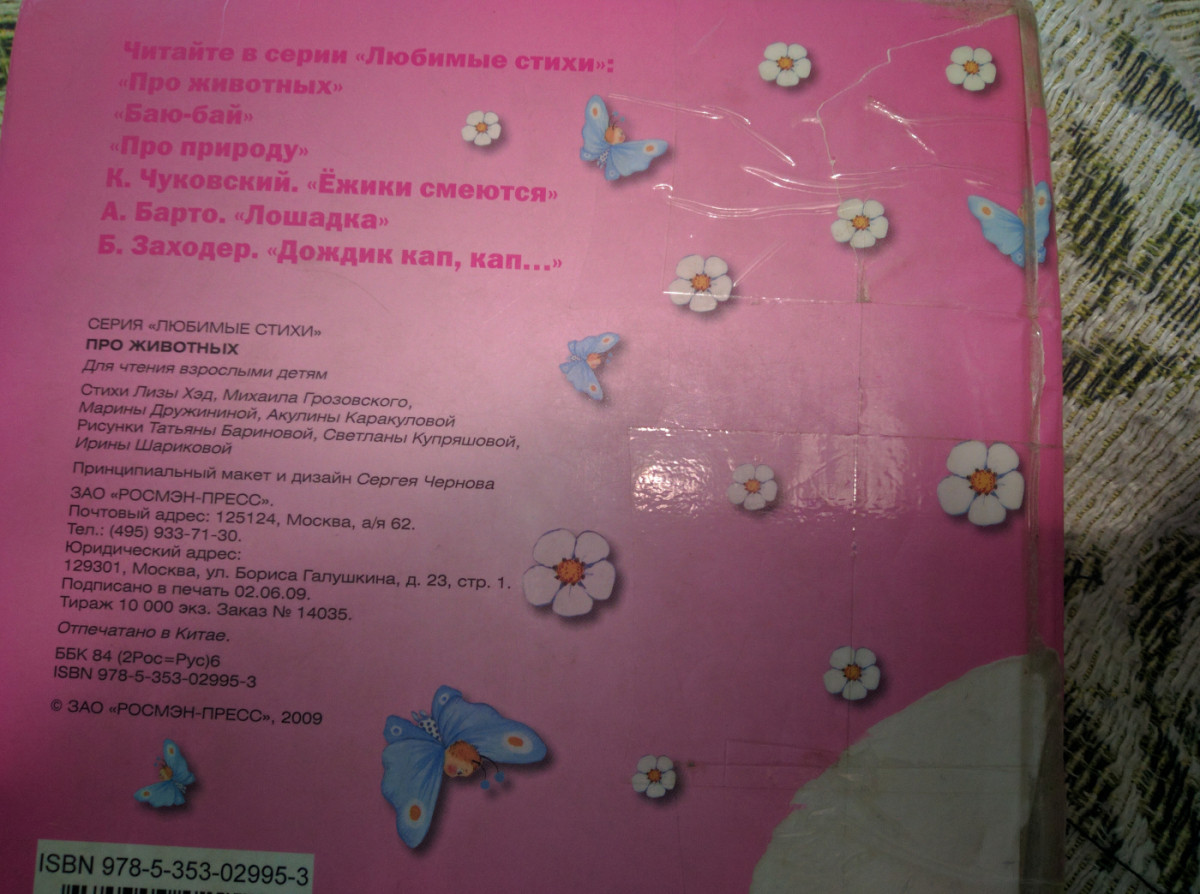 Читайте в серии «Любимые стихи»:
«Про животных»
«Баю-бай»
«Про природу»
К. Чуковский. «Ёжики смеются»
А. Барто. «Лошадка»
Б. Заходер. «Дождик кап, кап...»
СЕРИЯ «ЛЮБИМЫЕ СТИХИ»
ПРО ЖИВОТНЫХ
Для чтения взрослыми детям
Стихи Лизы Хэд, Михаила Грозовского,
Марины Дружининой, Акулины Каракуловой
Рисунки Татьяны Бариновой, Светланы Купряшовой,
Ирины Шариковой
Принципиальный макет и дизайн Сергея Чернова
ЗАО «РОСМЭН-ПРЕСС».
Почтовый адрес: 125124, Москва, а/я 62.
Тел.: (495) 933-71-30.
Юридический адрес:
129301, Москва, ул. Бориса Галушкина, д. 23, стр. 1.
Подписано в печать 02.06.09.
Тираж 10 000 экз. Заказ № 14035.
Отпечатано в Китае.
ББК 84 (2Рос=Рус)6
ISBN 978-5-353-02995-3
© ЗАО «РОСМЭН-ПРЕСС», 2009
ISBN 978-5-353-02995-3